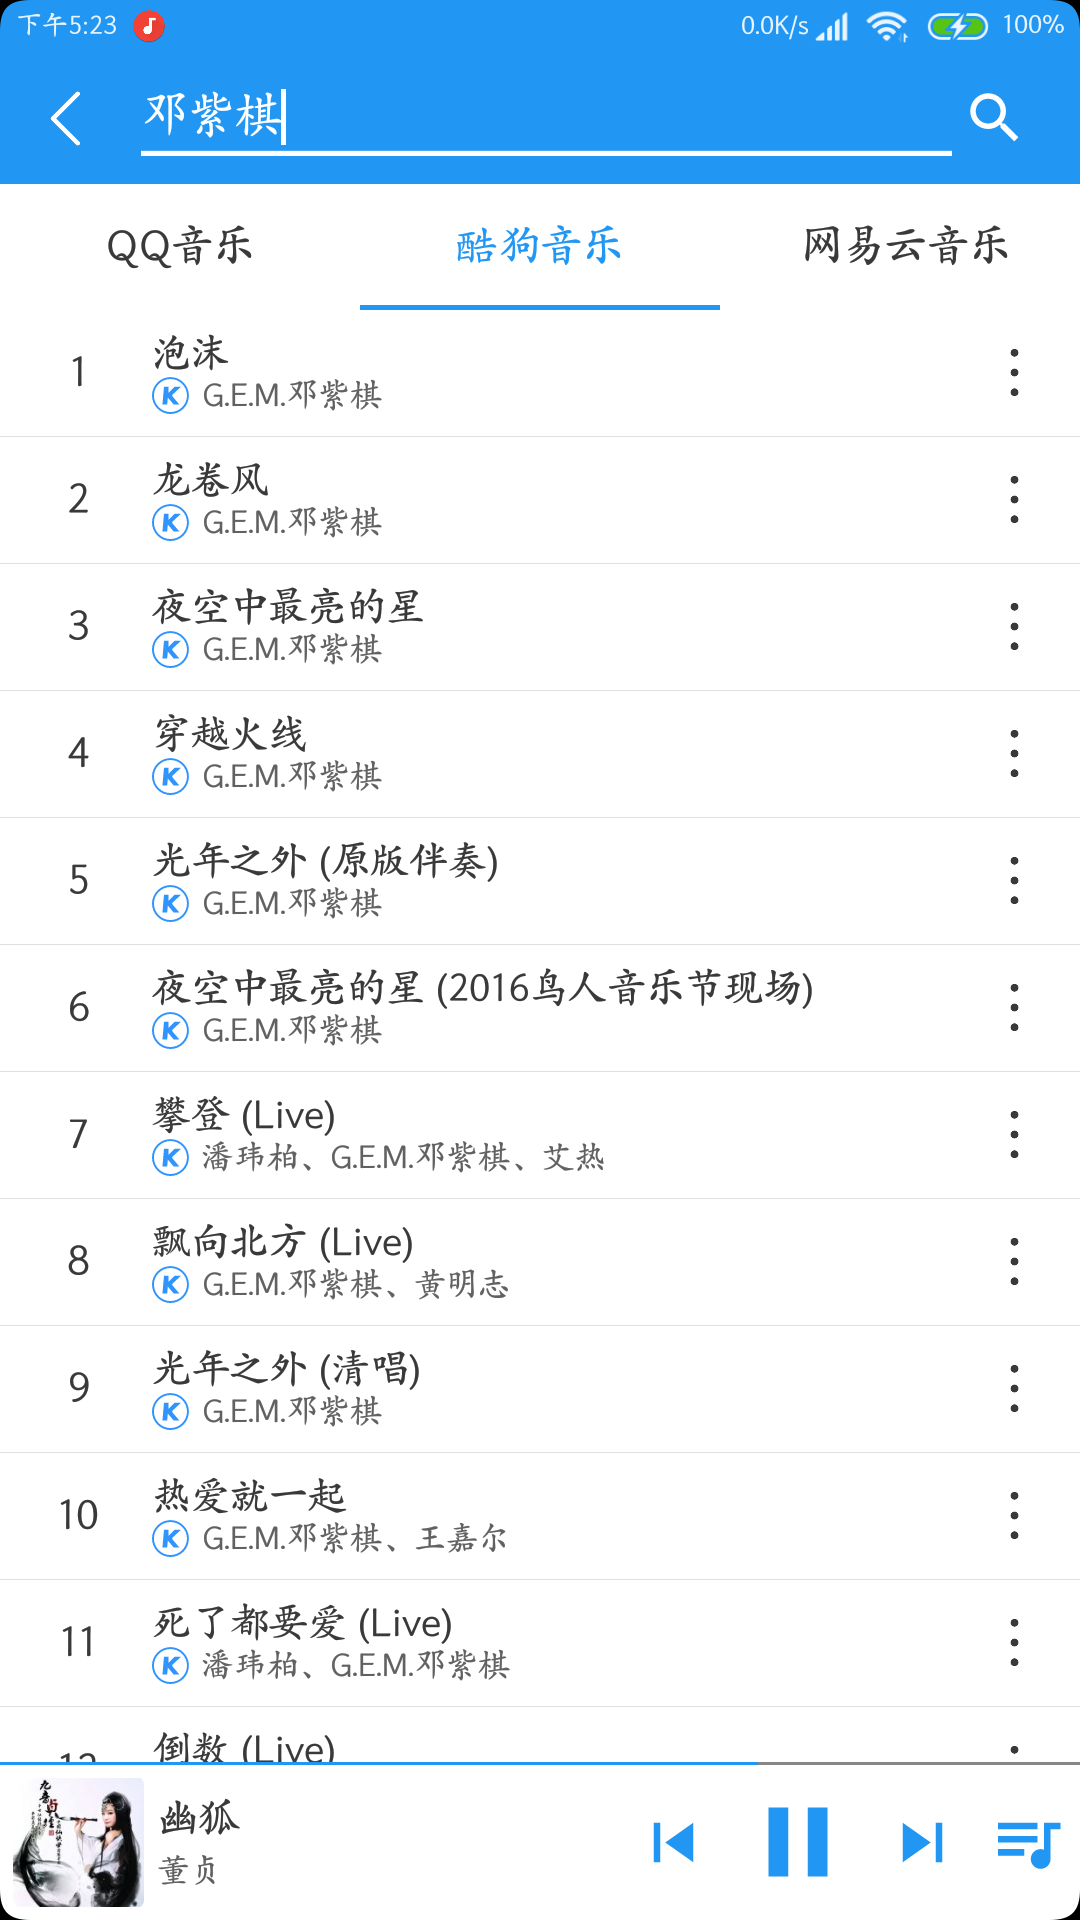 下午5:23
0.0K/s
100%
邓紫棋
QQ音乐
酷狗音乐
网易云音乐
1
泡沫
K G.E.M.邓紫棋
2
龙卷风
K G.E.M.邓紫棋
3
夜空中最亮的星
K G.E.M.邓紫棋
4
穿越火线
K G.E.M.邓紫棋
5
光年之外 (原版伴奏)
K G.E.M.邓紫棋
6
夜空中最亮的星 (2016鸟人音乐节现场)
K G.E.M.邓紫棋
7
攀登 (Live)
K 潘玮柏、G.E.M.邓紫棋、艾热
8
飘向北方 (Live)
K G.E.M.邓紫棋、黄明志
9
光年之外 (清唱)
K G.E.M.邓紫棋
10
热爱就一起
K G.E.M.邓紫棋、王嘉尔
11
死了都要爱 (Live)
K 潘玮柏、G.E.M.邓紫棋
12
倒数 (Live)
幽狐
董贞